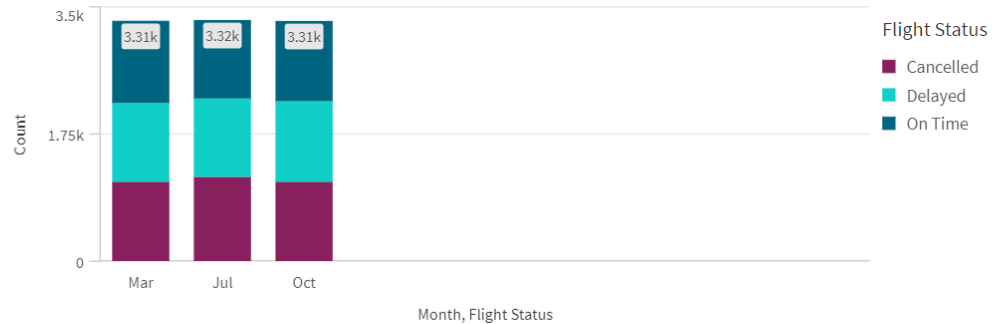 3.5k
1.75k
0
Count
3.31k
3.32k
3.31k
Mar
Jul
Oct
Month, Flight Status
Flight Status
Cancelled
Delayed
On Time